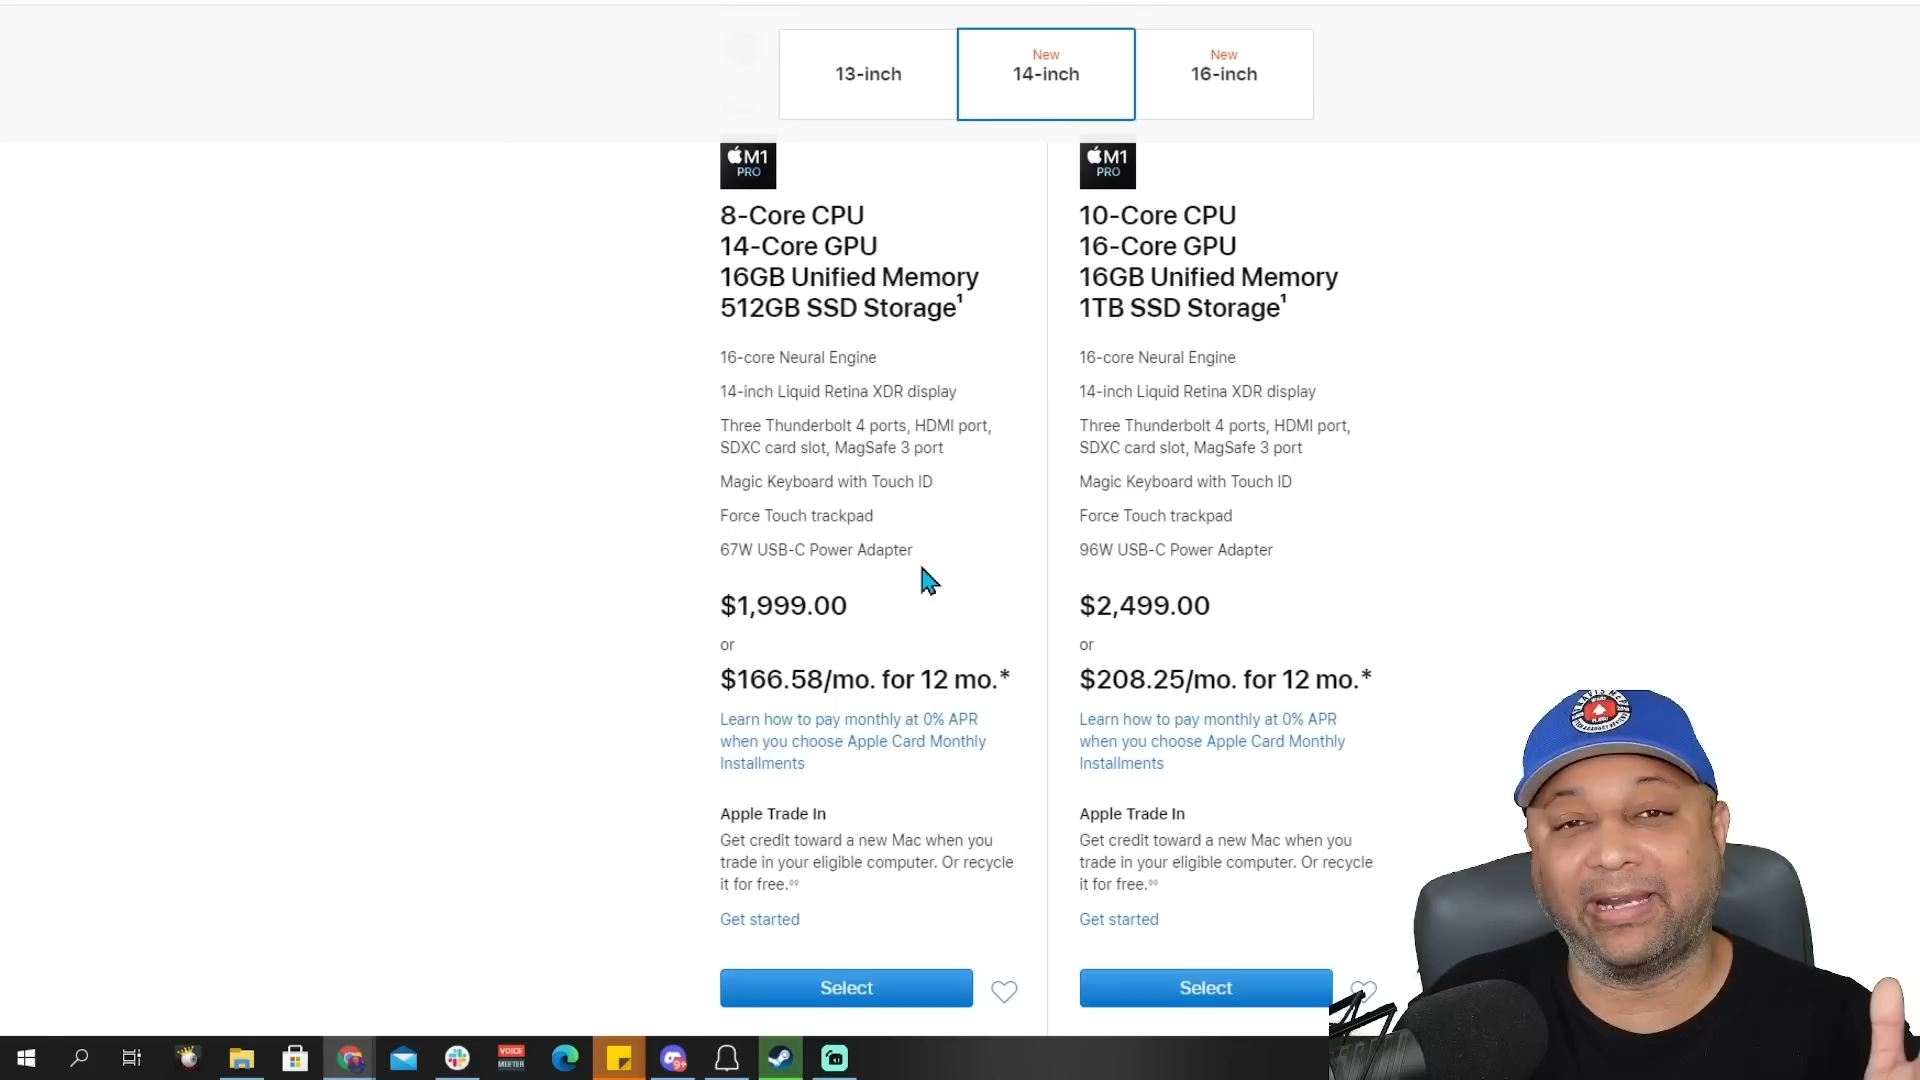 13-inch
New
14-inch
New
16-inch
M1
PRO
8-Core CPU
14-Core GPU
16GB Unified Memory
512GB SSD Storage¹
16-core Neural Engine
14-inch Liquid Retina XDR display
Three Thunderbolt 4 ports, HDMI port,
SDXC card slot, MagSafe 3 port
Magic Keyboard with Touch ID
Force Touch trackpad
67W USB-C Power Adapter
$1,999.00
or
$166.58/mo. for 12 mo.*
Learn how to pay monthly at 0% APR
when you choose Apple Card Monthly
Installments
Apple Trade In
Get credit toward a new Mac when you
trade in your eligible computer. Or recycle
it for free.◊◊
Get started
Select
M1
PRO
10-Core CPU
16-Core GPU
16GB Unified Memory
1TB SSD Storage¹
16-core Neural Engine
14-inch Liquid Retina XDR display
Three Thunderbolt 4 ports, HDMI port,
SDXC card slot, MagSafe 3 port
Magic Keyboard with Touch ID
Force Touch trackpad
96W USB-C Power Adapter
$2,499.00
or
$208.25/mo. for 12 mo.*
Learn how to pay monthly at 0% APR
when you choose Apple Card Monthly
Installments
Apple Trade In
Get credit toward a new Mac when you
trade in your eligible computer. Or recycle
it for free.◊◊
Get started
Select
VOICE
MEETER
9+